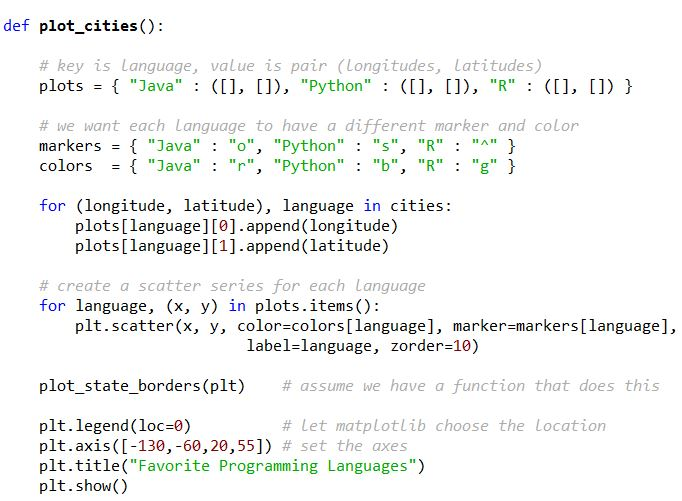 def plot_cities():
# key is language, value is pair (longitudes, latitudes)
plots = { "Java" : ([], []), "Python" : ([], []), "R" : ([], []) }
# we want each language to have a different marker and color
markers = { "Java" : "o", "Python" : "s", "R" : "^" }
colors  = { "Java" : "r", "Python" : "b", "R" : "g" }
for (longitude, latitude), language in cities:
plots[language][0].append(longitude)
plots[language][1].append(latitude)
# create a scatter series for each language
for language, (x, y) in plots.items():
plt.scatter(x, y, color=colors[language], marker=markers[language],
label=language, zorder=10)
plot_state_borders(plt)    # assume we have a function that does this
plt.legend(loc=0)          # let matplotlib choose the location
plt.axis([-130,-60,20,55]) # set the axes
plt.title("Favorite Programming Languages")
plt.show()